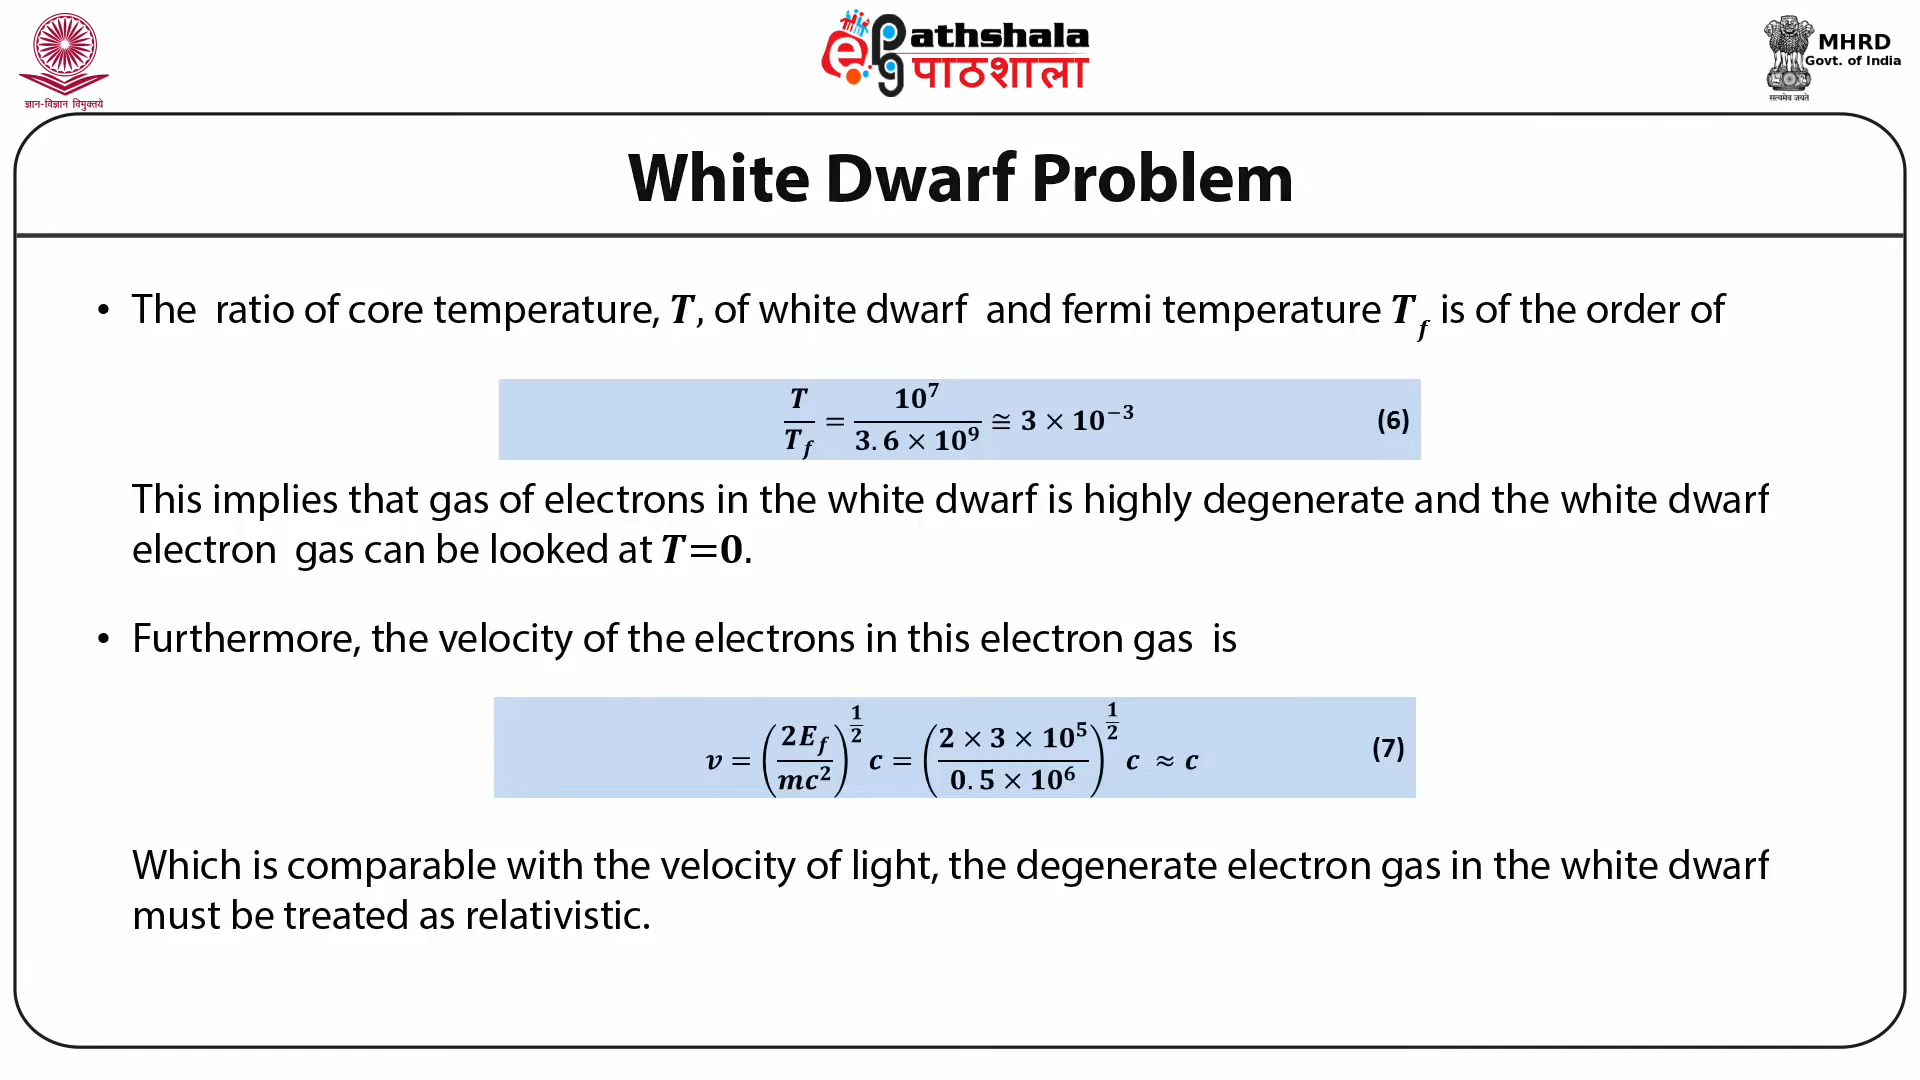 ज्ञान-विज्ञान विमुक्तये
athshala
पाठशाला
MHRD
Govt. of India
सत्यमेव जयते
White Dwarf Problem
• The ratio of core temperature, T, of white dwarf and fermi temperature T_f is of the order of
T/T_f = 10^7/(3.6 × 10^9) ≅ 3 × 10^−3 (6)
This implies that gas of electrons in the white dwarf is highly degenerate and the white dwarf
electron gas can be looked at T=0.
• Furthermore, the velocity of the electrons in this electron gas is
v = (2E_f/mc^2)^(1/2) c = ((2 × 3 × 10^5)/(0.5 × 10^6))^(1/2) c ≈ c (7)
Which is comparable with the velocity of light, the degenerate electron gas in the white dwarf
must be treated as relativistic.